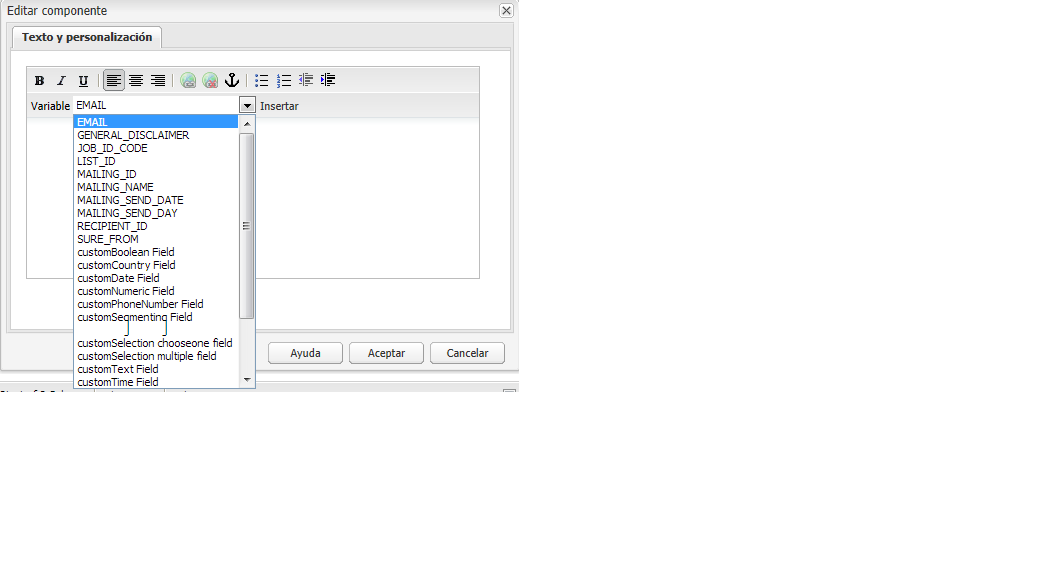 Editar componente
Texto y personalización
B I U
Variable EMAIL Insertar
EMAIL
GENERAL_DISCLAIMER
JOB_ID_CODE
LIST_ID
MAILING_ID
MAILING_NAME
MAILING_SEND_DATE
MAILING_SEND_DAY
RECIPIENT_ID
SURE_FROM
customBoolean Field
customCountry Field
customDate Field
customNumeric Field
customPhoneNumber Field
customSegmenting Field
customSelection chooseone field
customSelection multiple field
customText Field
customTime Field
Ayuda Aceptar Cancelar